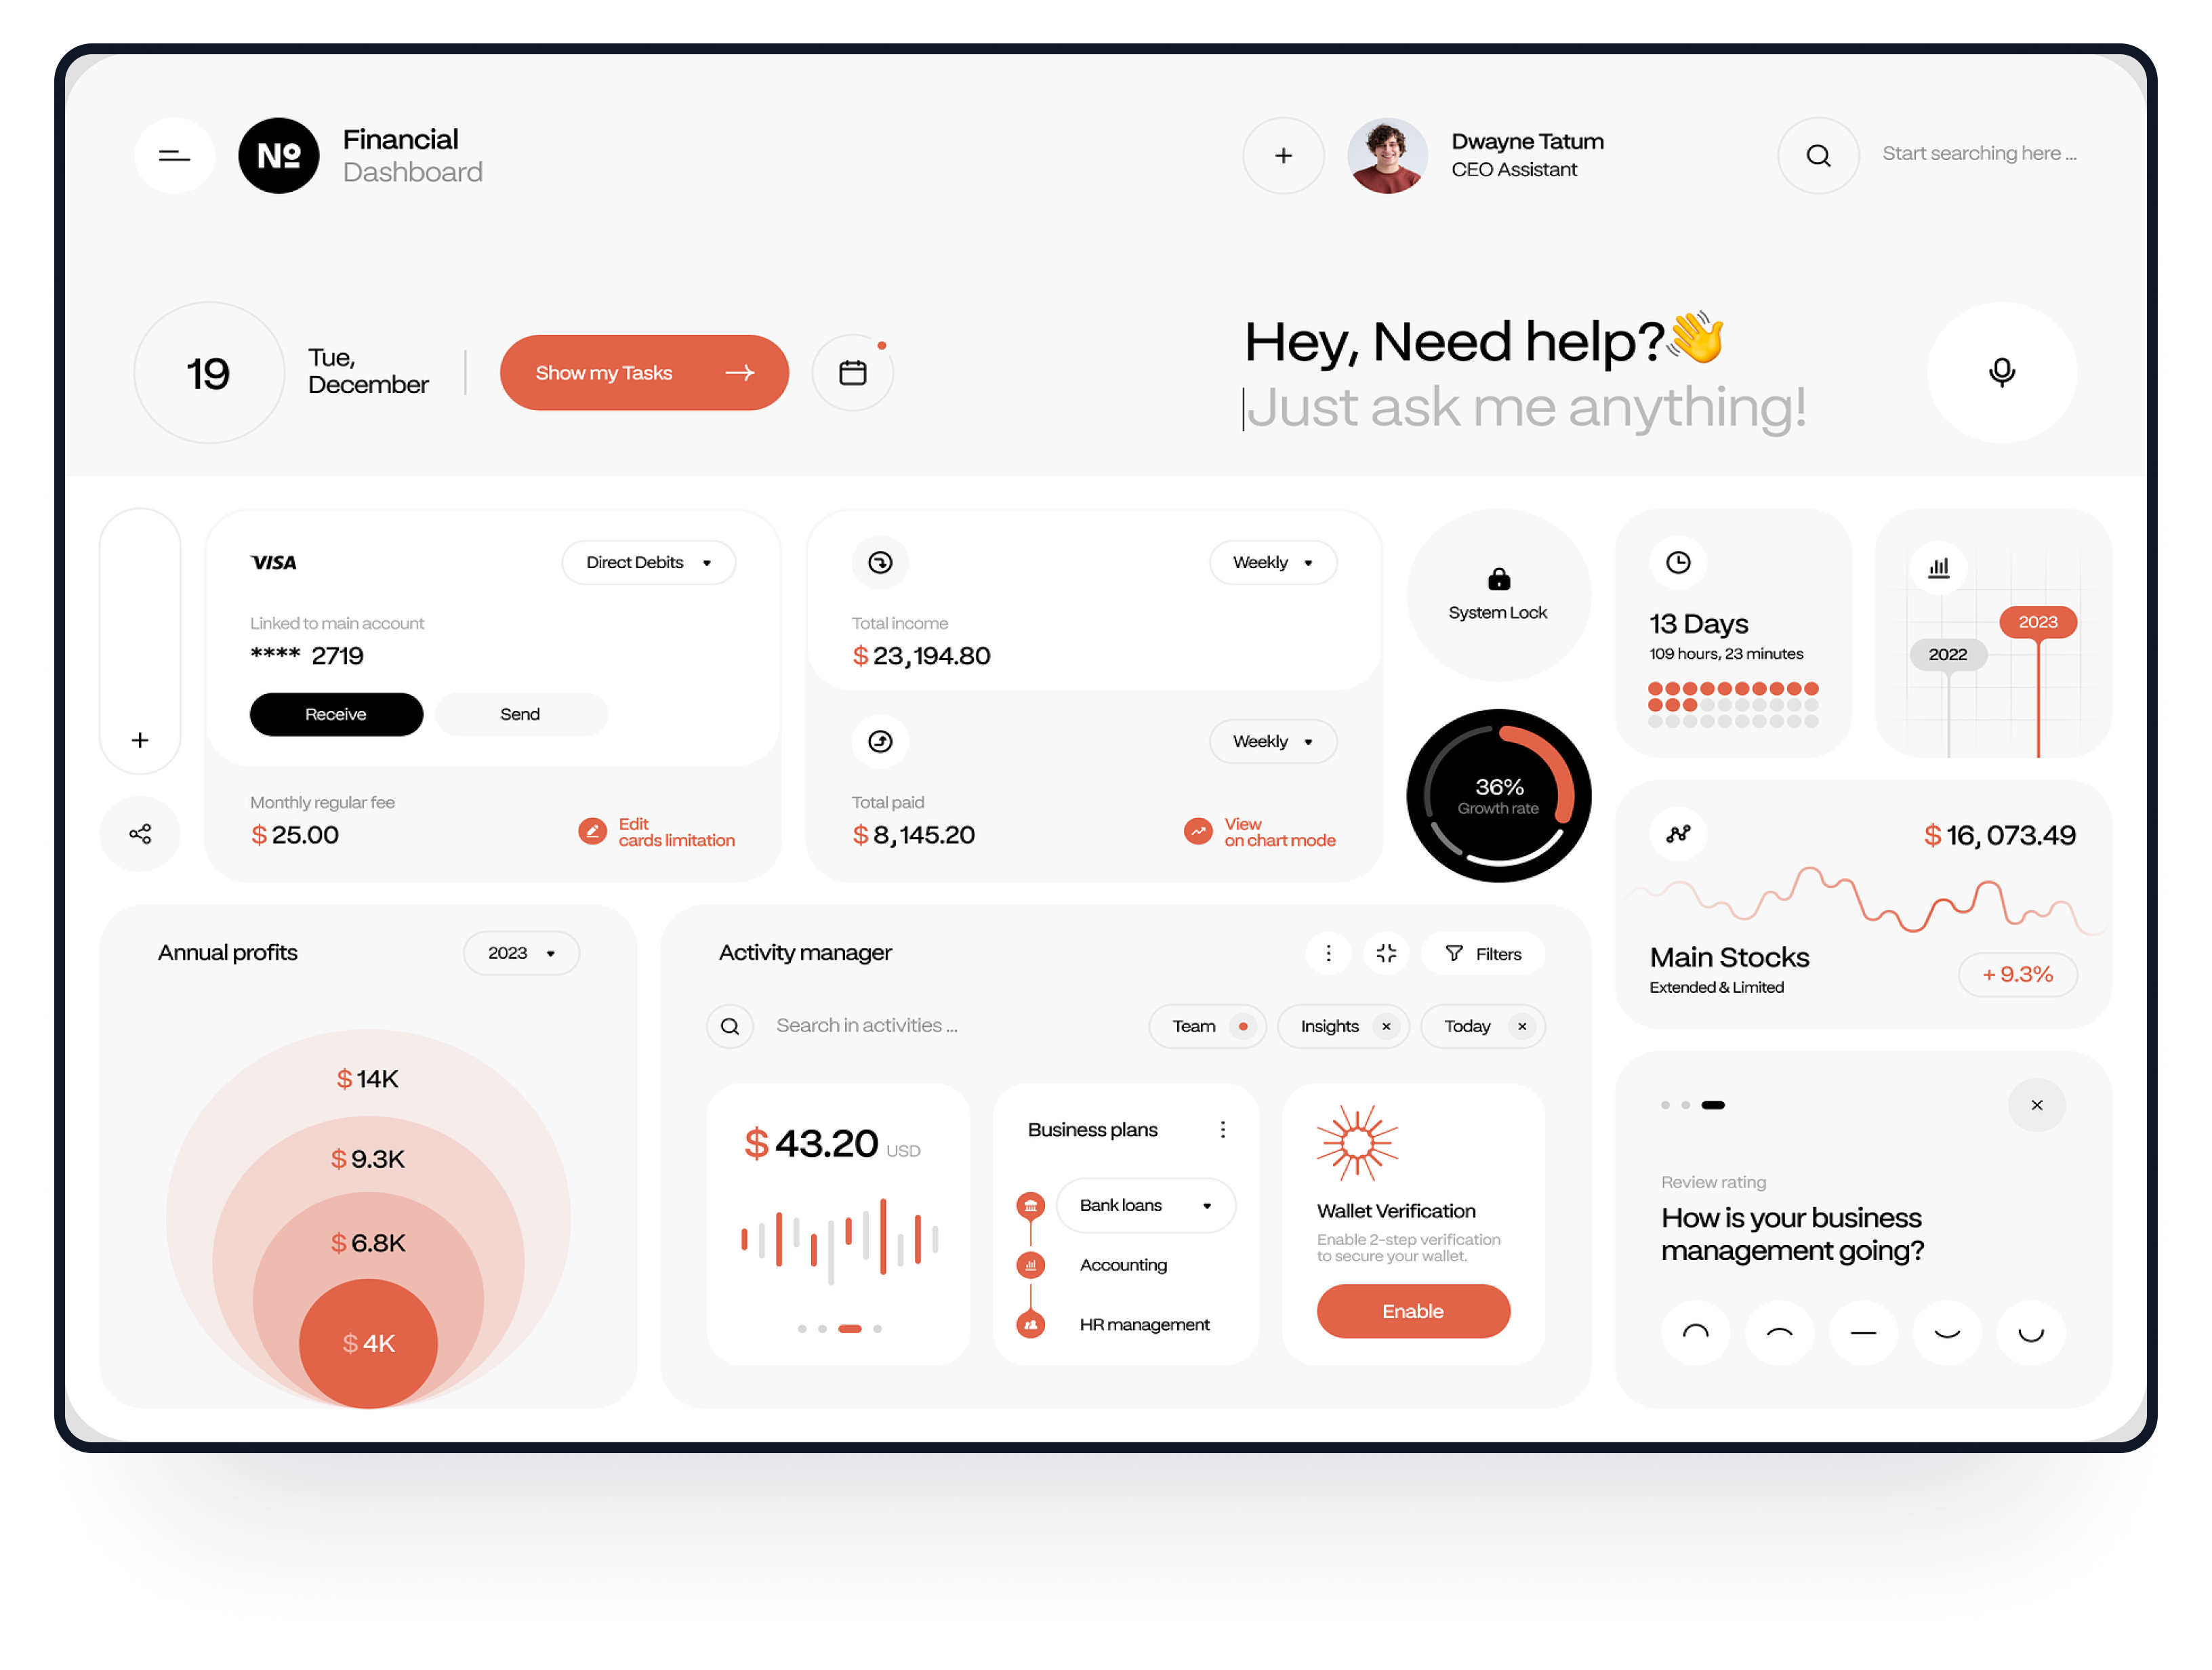 Nº
Financial
Dashboard
+
Dwayne Tatum
CEO Assistant
Start searching here ...
19
Tue,
December
Show my Tasks
Hey, Need help?👋
Just ask me anything!
VISA
Direct Debits
Linked to main account
**** 2719
Receive
Send
+
Monthly regular fee
$ 25.00
Edit
cards limitation
Weekly
Total income
$ 23,194.80
Weekly
Total paid
$ 8,145.20
View
on chart mode
System Lock
36%
Growth rate
13 Days
109 hours, 23 minutes
2023
2022
$ 16, 073.49
Main Stocks
Extended & Limited
+ 9.3%
Annual profits
2023
$ 14K
$ 9.3K
$ 6.8K
$ 4K
Activity manager
Filters
Search in activities ...
Team
Insights
Today
$ 43.20 USD
Business plans
Bank loans
Accounting
HR management
Wallet Verification
Enable 2-step verification
to secure your wallet.
Enable
Review rating
How is your business
management going?